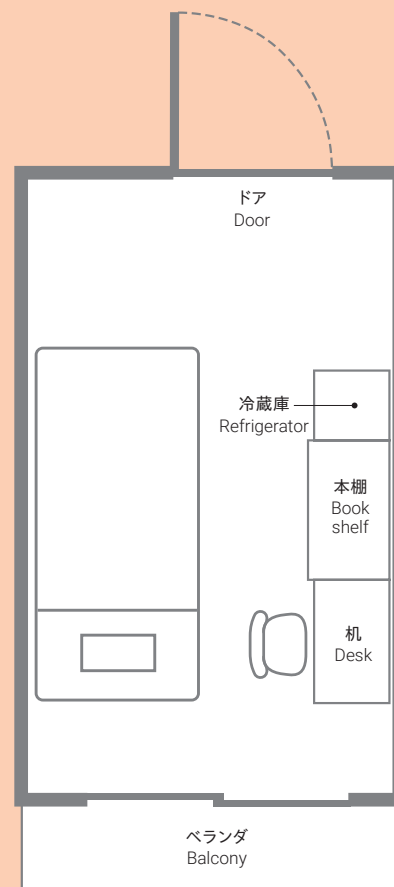 ドア
Door
冷蔵庫
Refrigerator
本棚
Book
shelf
机
Desk
ベランダ
Balcony